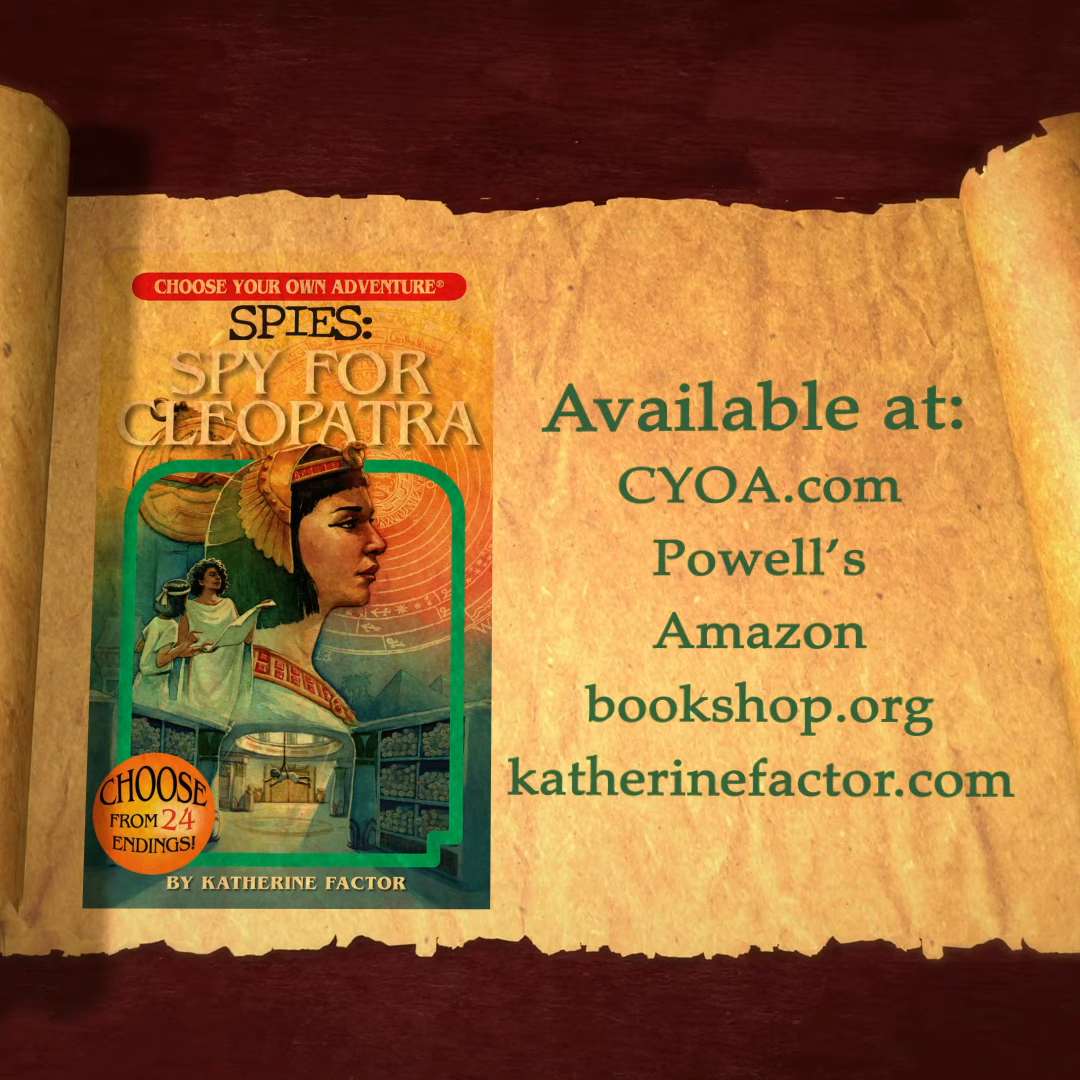 CHOOSE YOUR OWN ADVENTURE®
SPIES:
SPY FOR
CLEOPATRA
CHOOSE
FROM 24
ENDINGS!
BY KATHERINE FACTOR
Available at:
CYOA.com
Powell's
Amazon
bookshop.org
katherinefactor.com